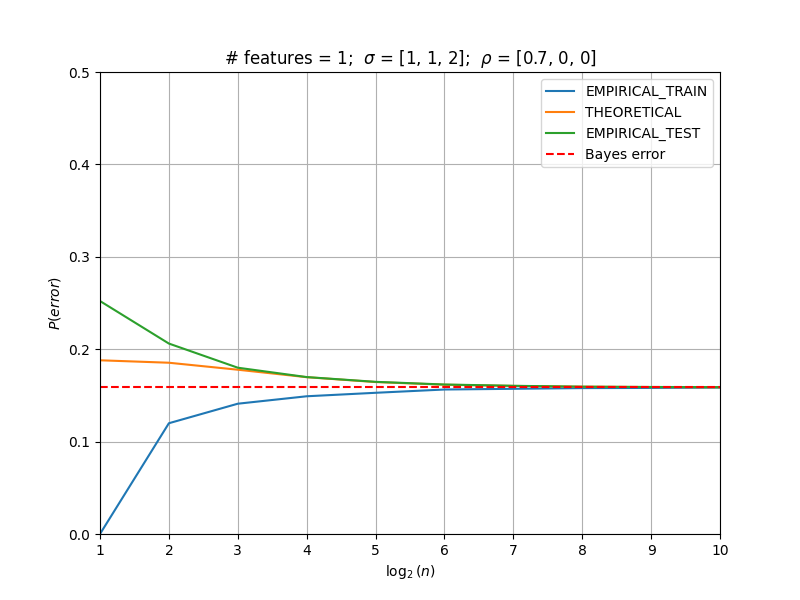 # features = 1; σ = [1, 1, 2]; ρ = [0.7, 0, 0]
EMPIRICAL_TRAIN
THEORETICAL
EMPIRICAL_TEST
Bayes error
P(error)
0.5
0.4
0.3
0.2
0.1
0.0
1 2 3 4 5 6 7 8 9 10
log₂(n)